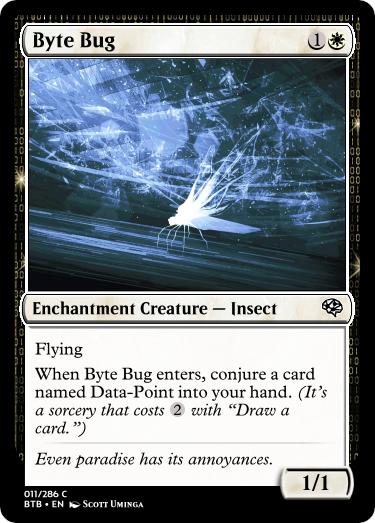 Byte Bug 1
Enchantment Creature — Insect
Flying
When Byte Bug enters, conjure a card
named Data-Point into your hand. (It's
a sorcery that costs 2 with “Draw a
card.”)
Even paradise has its annoyances.
1/1
011/286 C
BTB • EN Scott Uminga